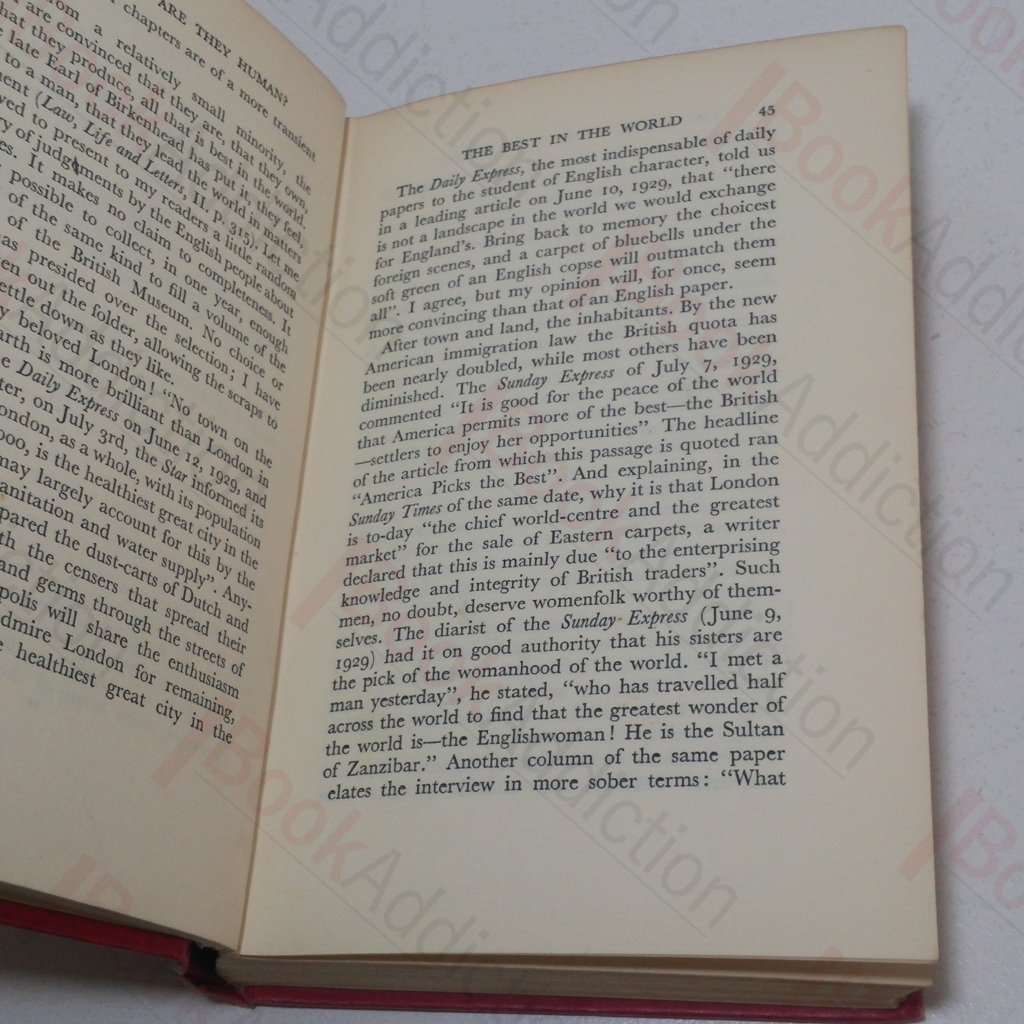 ARE THEY HUMAN?
chapters are of a more transient
from a relatively small minority, the
are convinced that they are, that they own,
that they produce, all that is best in the world.
late Earl of Birkenhead has put it, they feel,
to a man, that they lead the world in matters
(Law, Life and Letters, II. P. 315). Let me
to present to my readers a little random
of judgments by the English people about
It makes no claim to completeness. It
possible to collect, in one year, enough
of the same kind to fill a volume of the
of the British Museum. No choice or
has presided over the selection; I have
out the folder, allowing the scraps to
settle down as they like.
beloved London! "No town on the
earth is more brilliant than London in
Daily Express on June 12, 1929, and
on July 3rd, the Star informed its
London, as a whole, with its population
is the healthiest great city in the
may largely account for this by the
sanitation and water supply". Any-
the dust-carts of Dutch and
the censers that spread their
and germs through the streets of
will share the enthusiasm
admire London for remaining,
healthiest great city in the
THE BEST IN THE WORLD 45
The Daily Express, the most indispensable of daily
papers to the student of English character, told us
in a leading article on June 10, 1929, that "there
is not a landscape in the world we would exchange
for England's. Bring back to memory the choicest
foreign scenes, and a carpet of bluebells under the
soft green of an English copse will outmatch them
all". I agree, but my opinion will, for once, seem
more convincing than that of an English paper.
After town and land, the inhabitants. By the new
American immigration law the British quota has
been nearly doubled, while most others have been
diminished. The Sunday Express of July 7, 1929,
commented "It is good for the peace of the world
that America permits more of the best—the British
—settlers to enjoy her opportunities". The headline
of the article from which this passage is quoted ran
"America Picks the Best". And explaining, in the
Sunday Times of the same date, why it is that London
is to-day "the chief world-centre and the greatest
market" for the sale of Eastern carpets, a writer
declared that this is mainly due "to the enterprising
knowledge and integrity of British traders". Such
men, no doubt, deserve womenfolk worthy of them-
selves. The diarist of the Sunday Express (June 9,
1929) had it on good authority that his sisters are
the pick of the womanhood of the world. "I met a
man yesterday", he stated, "who has travelled half
across the world to find that the greatest wonder of
the world is—the Englishwoman! He is the Sultan
of Zanzibar." Another column of the same paper
elates the interview in more sober terms: "What
BookAddiction